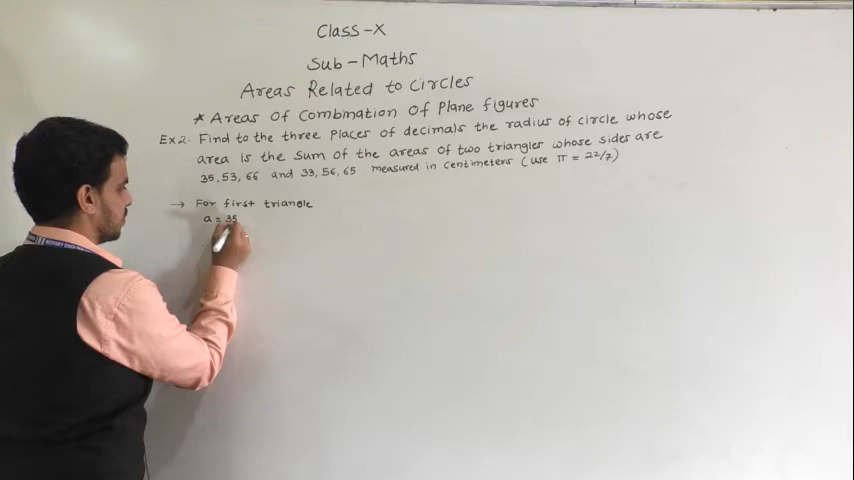 Class-X
Sub-Maths
Areas Related to Circles
* Areas of Combination of Plane figures
Ex 2. Find to the three places of decimals the radius of circle whose
area is the sum of the areas of two triangles whose sides are
35, 53, 66 and 33, 56, 65 measured in centimeters (use π = 22/7)
→ For first triangle
a = 35